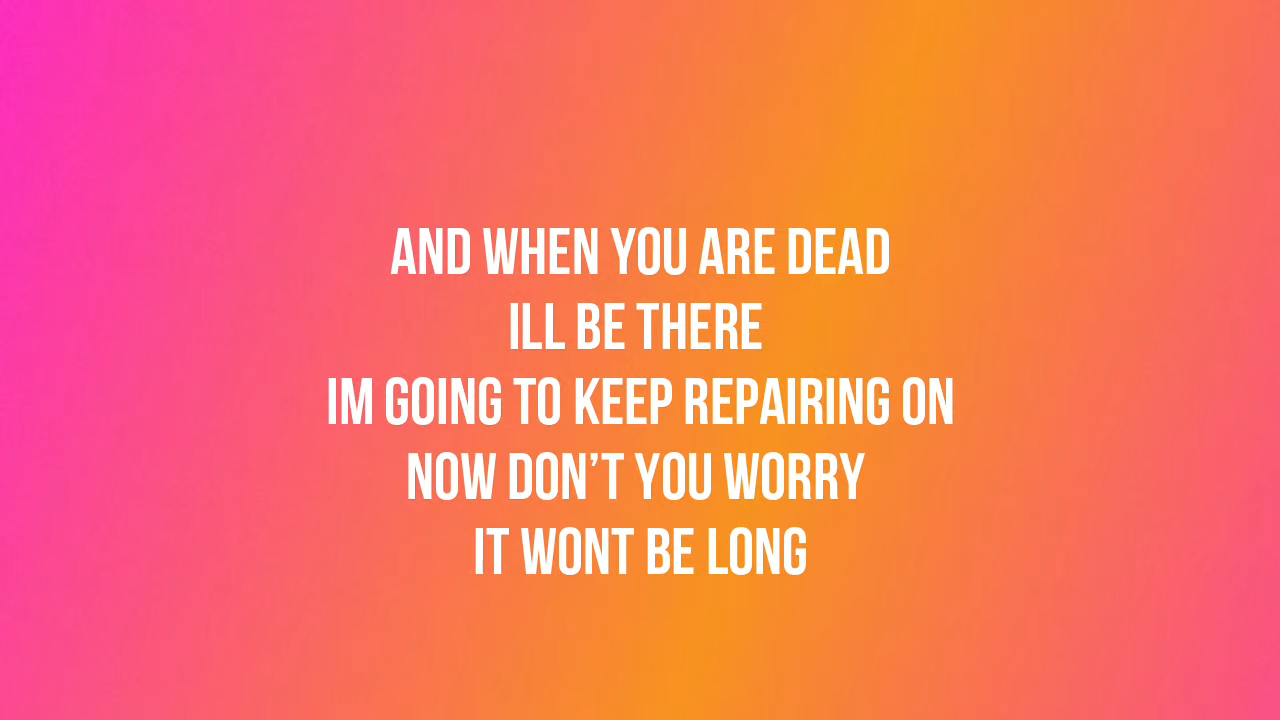 AND WHEN YOU ARE DEAD
ILL BE THERE
IM GOING TO KEEP REPAIRING ON
NOW DON’T YOU WORRY
IT WONT BE LONG